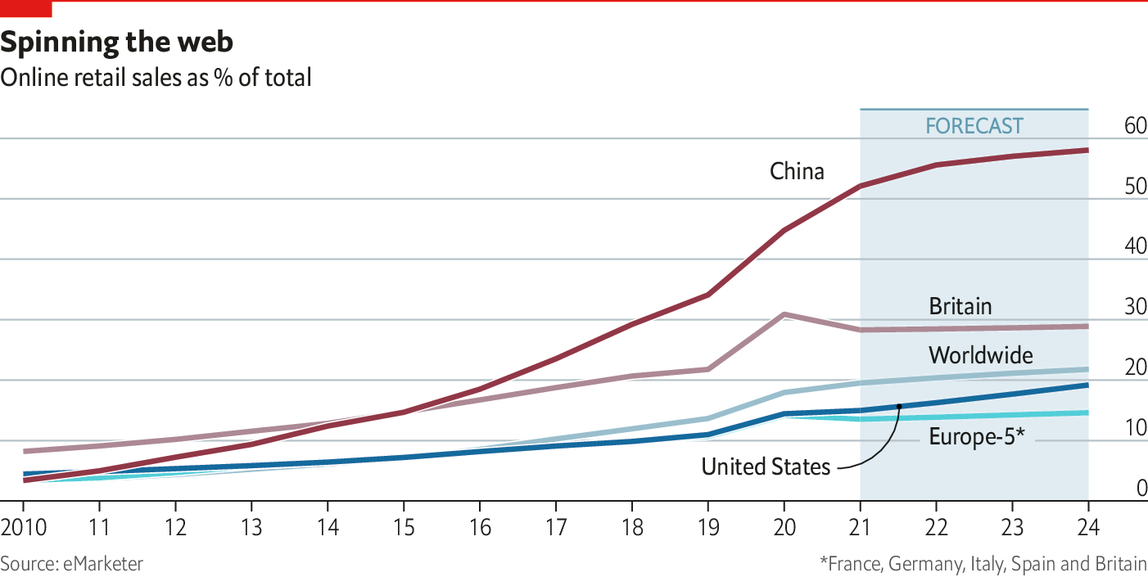 Spinning the web
Online retail sales as % of total
FORECAST
60
China
50
40
Britain
30
Worldwide
20
10
Europe-5*
United States
0
2010 11 12 13 14 15 16 17 18 19 20 21 22 23 24
Source: eMarketer
*France, Germany, Italy, Spain and Britain